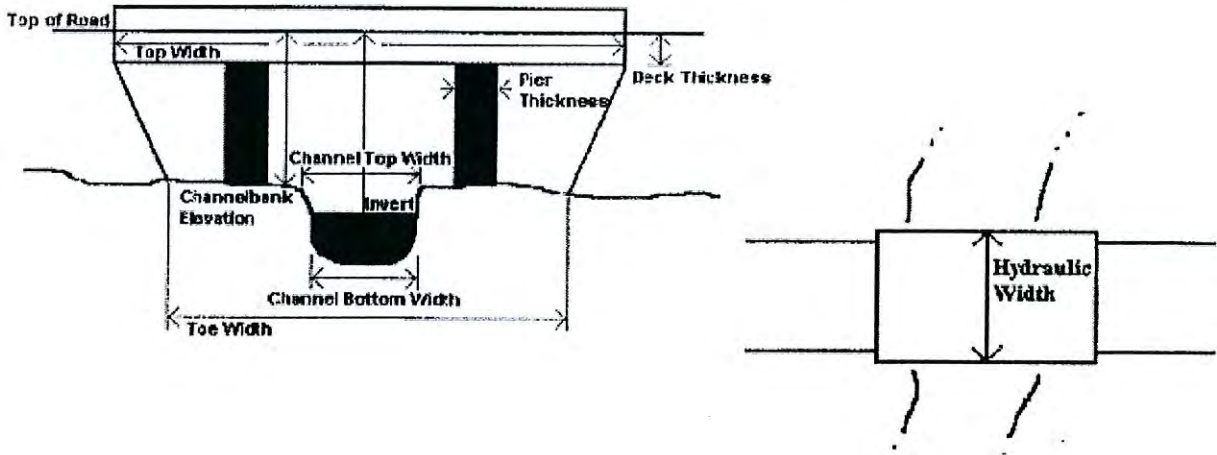 Top of Road
Top Width
Deck Thickness
Pier
Thickness
Channel Top Width
Channelbank
Elevation
Invert
Channel Bottom Width
Toe Width
Hydraulic
Width